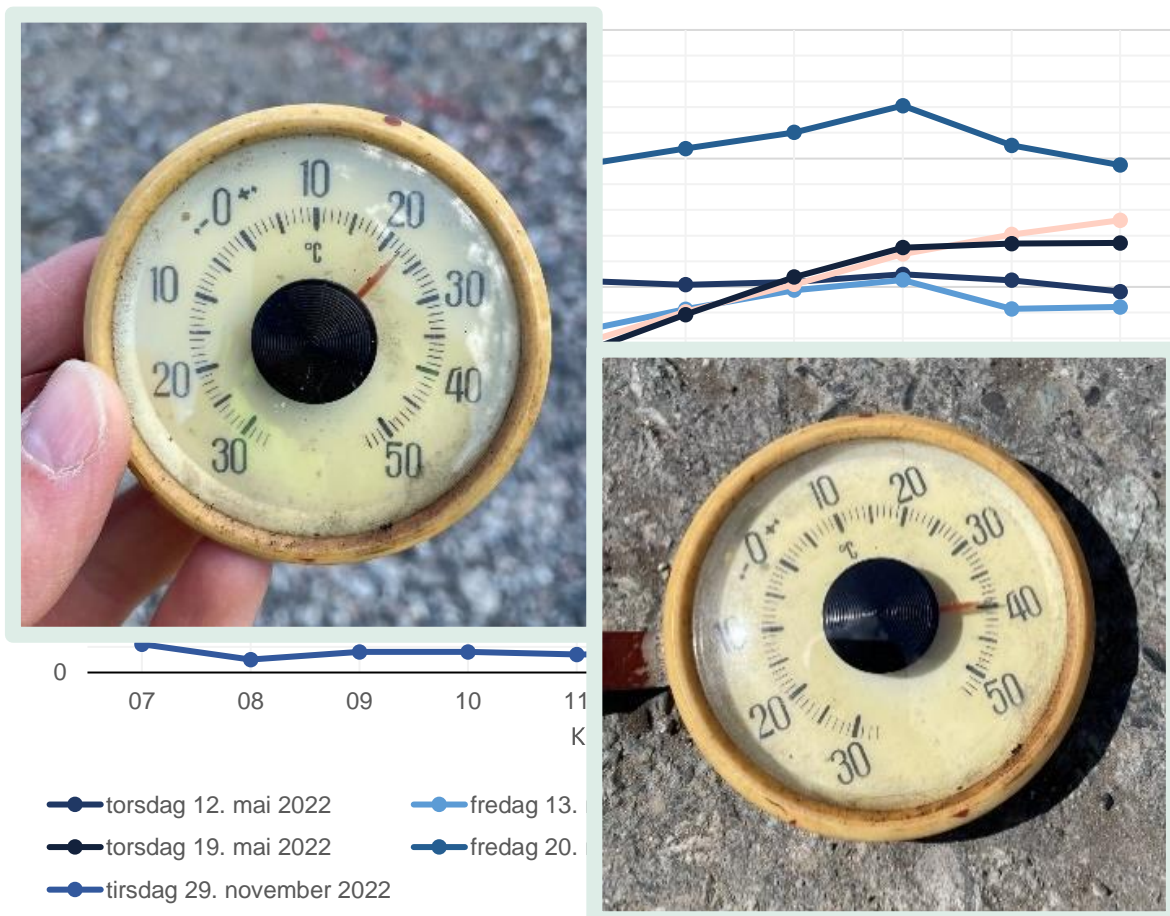 10
-0+ 20
°C
10 30
20 40
30 50
10 20
-0+ 30
°C
40
20 50
30
0
07 08 09 10 11
K
torsdag 12. mai 2022 fredag 13.
torsdag 19. mai 2022 fredag 20.
tirsdag 29. november 2022